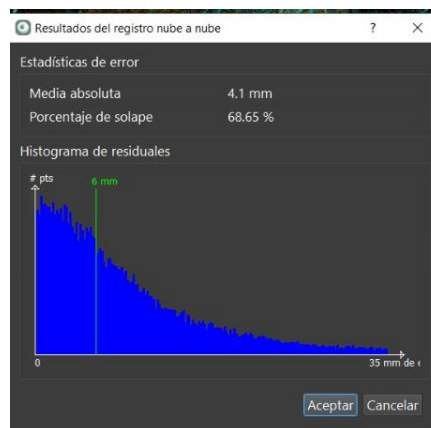 Resultados del registro nube a nube ? ×
Estadísticas de error
Media absoluta 4.1 mm
Porcentaje de solape 68.65 %
Histograma de residuales
# pts
6 mm
0 35 mm de
Aceptar Cancelar